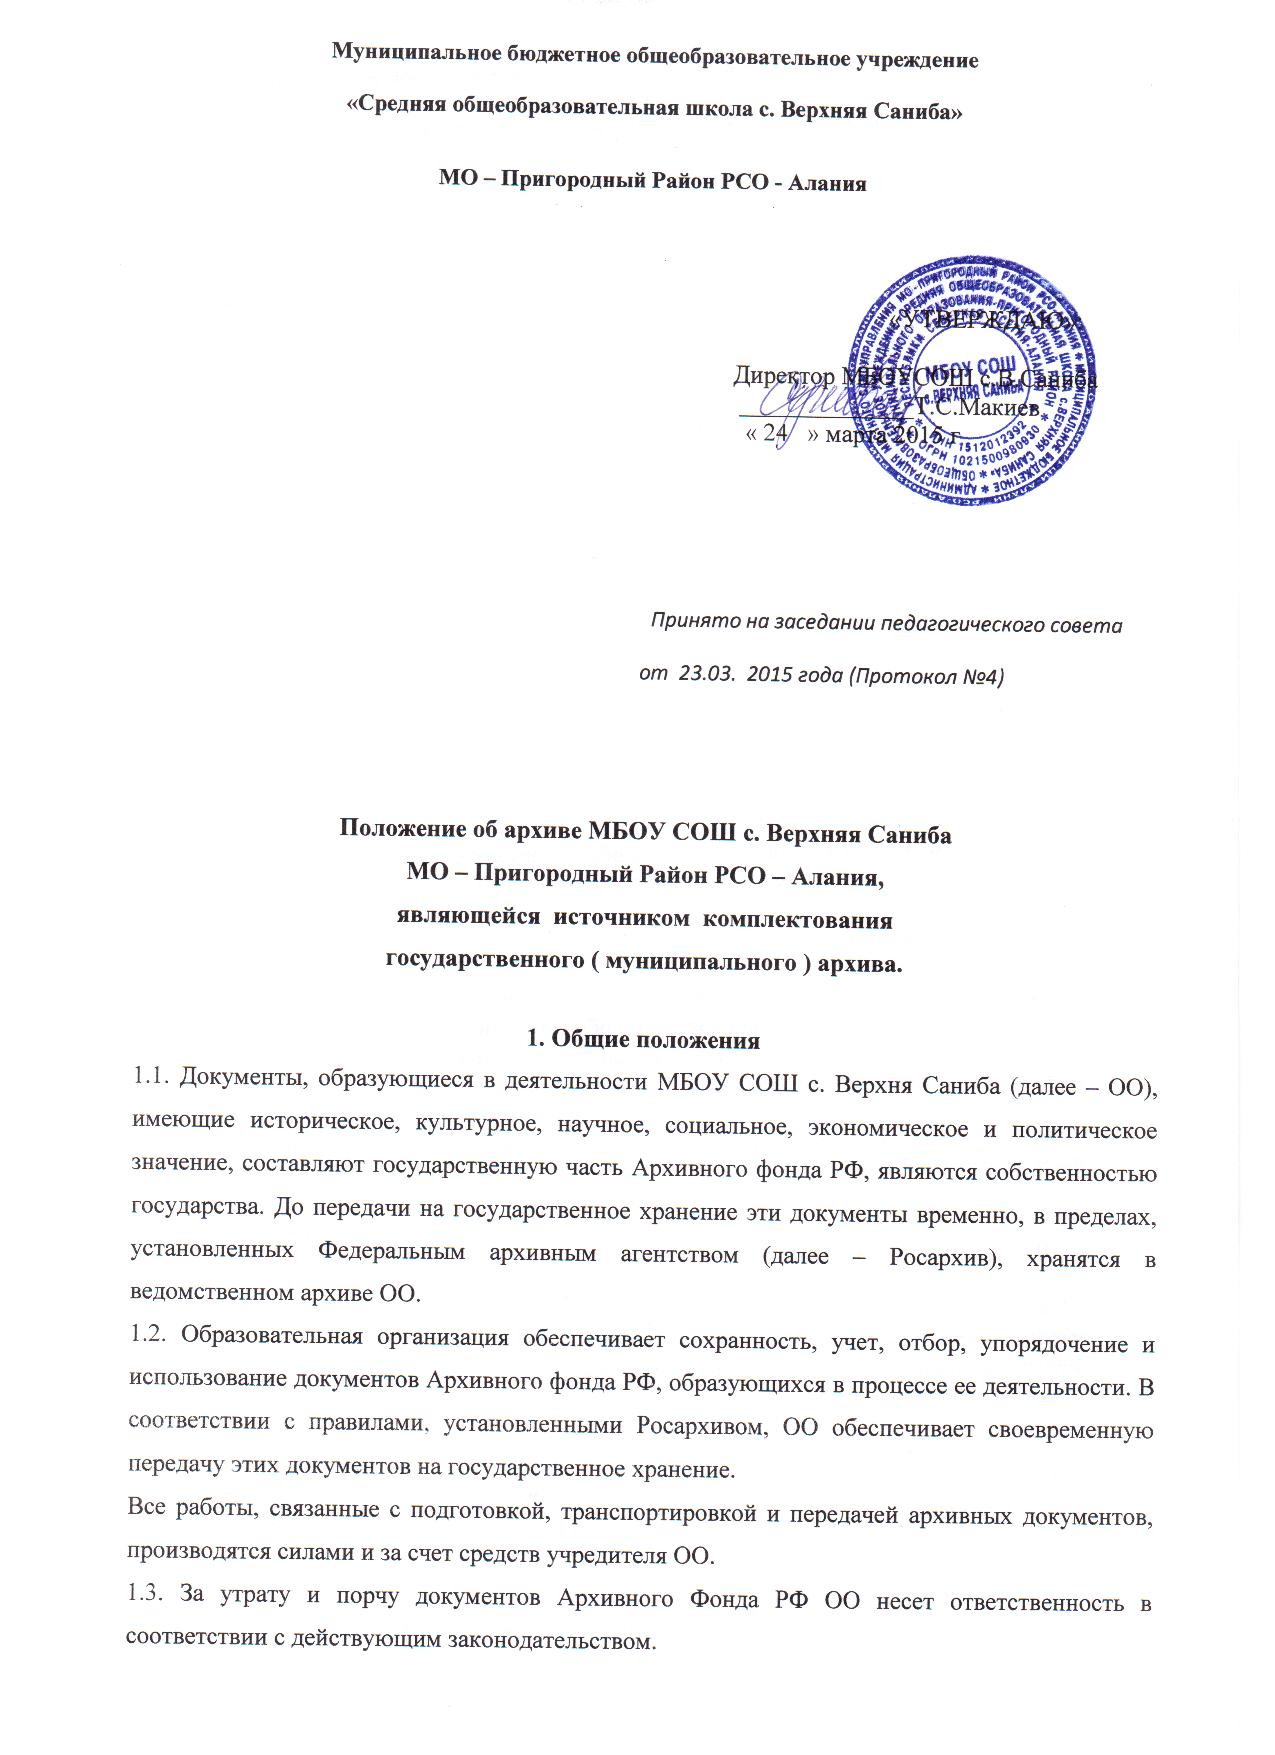 Муниципальное бюджетное общеобразовательное учреждение
«Средняя общеобразовательная школа с. Верхняя Саниба»
МО – Пригородный Район РСО - Алания
«УТВЕРЖДАЮ»
Директор МБОУСОШ с.В.Саниба
______________Т.С.Макиев
« 24 » марта 2015 г
МБОУ СОШ
с.ВЕРХНЯЯ САНИБА
ИНН 1512012392
ОГРН 1021500980930
Принято на заседании педагогического совета
от 23.03. 2015 года (Протокол №4)
Положение об архиве МБОУ СОШ с. Верхняя Саниба
МО – Пригородный Район РСО – Алания,
являющейся источником комплектования
государственного ( муниципального ) архива.
1. Общие положения
1.1. Документы, образующиеся в деятельности МБОУ СОШ с. Верхня Саниба (далее – ОО),
имеющие историческое, культурное, научное, социальное, экономическое и политическое
значение, составляют государственную часть Архивного фонда РФ, являются собственностью
государства. До передачи на государственное хранение эти документы временно, в пределах,
установленных Федеральным архивным агентством (далее – Росархив), хранятся в
ведомственном архиве ОО.
1.2. Образовательная организация обеспечивает сохранность, учет, отбор, упорядочение и
использование документов Архивного фонда РФ, образующихся в процессе ее деятельности. В
соответствии с правилами, установленными Росархивом, ОО обеспечивает своевременную
передачу этих документов на государственное хранение.
Все работы, связанные с подготовкой, транспортировкой и передачей архивных документов,
производятся силами и за счет средств учредителя ОО.
1.3. За утрату и порчу документов Архивного Фонда РФ ОО несет ответственность в
соответствии с действующим законодательством.